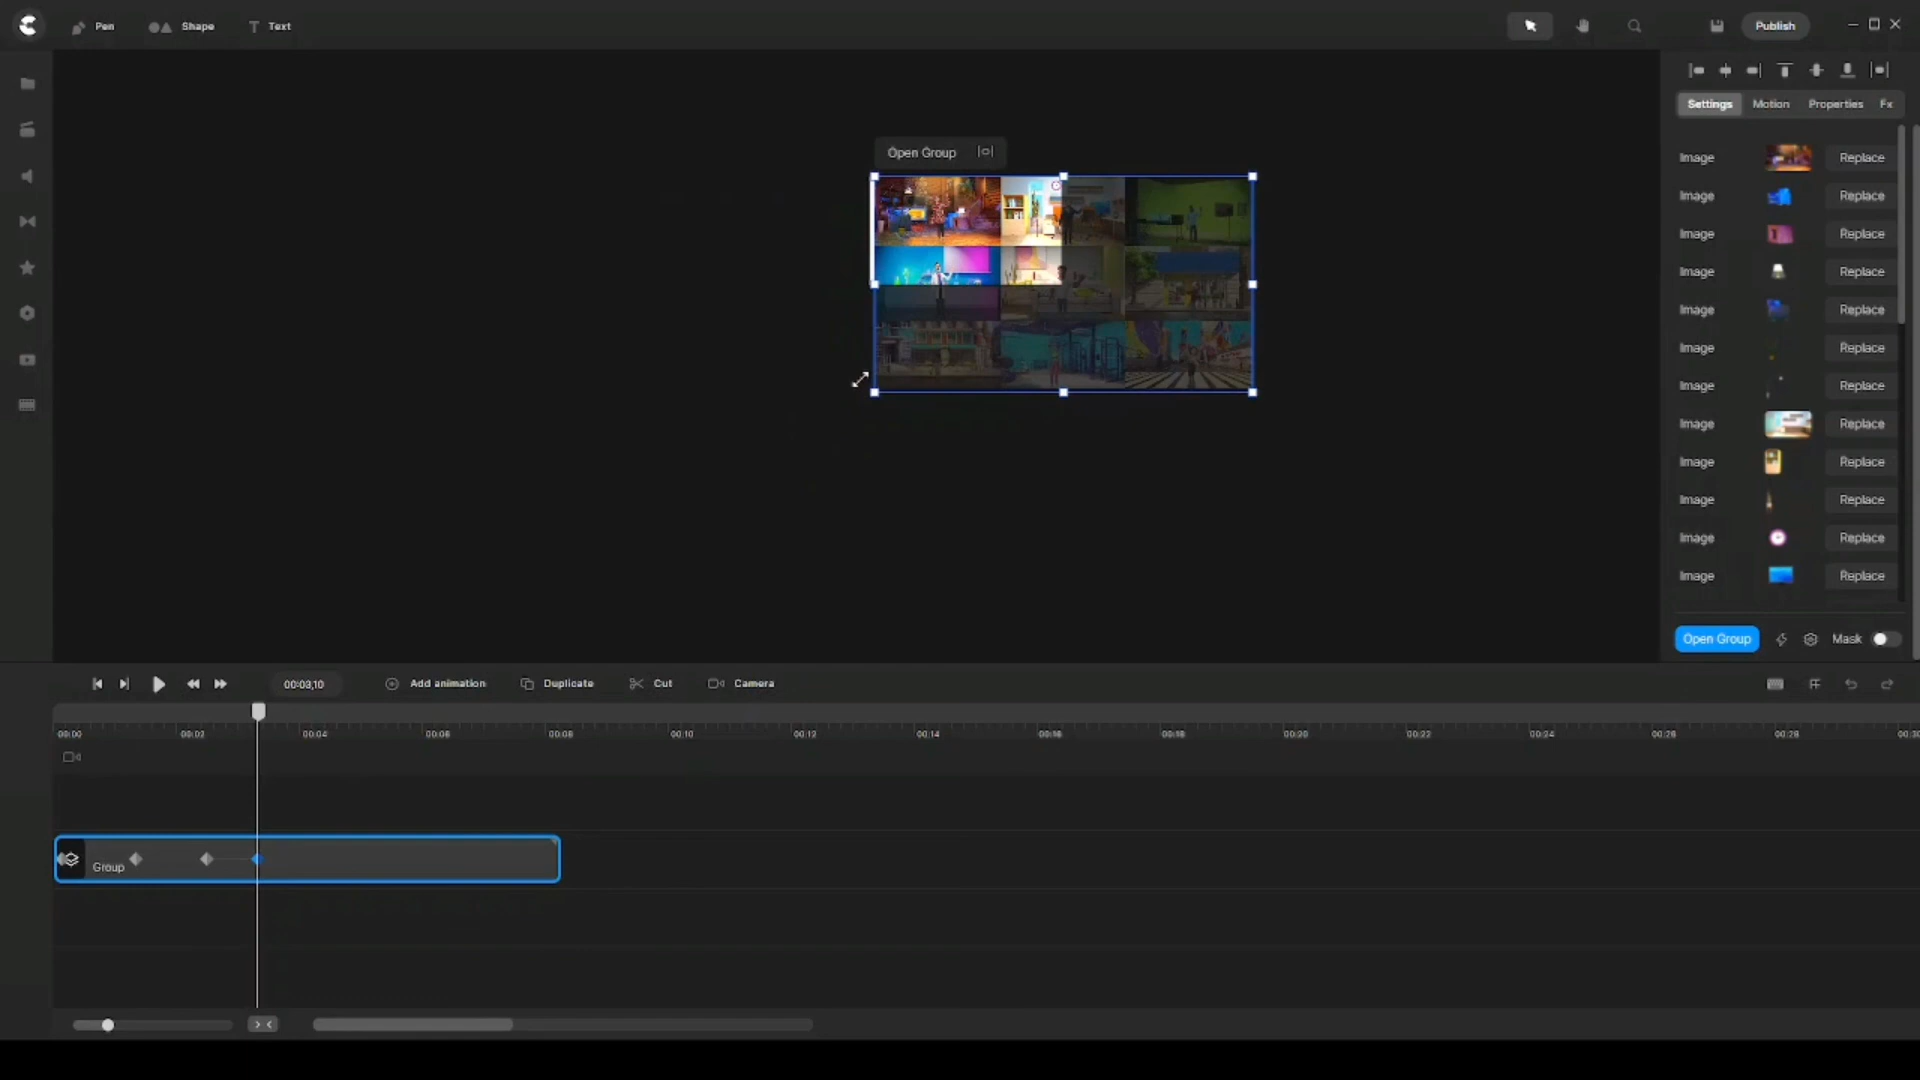 Pen Shape Text Publish
Settings Motion Properties Fx
Open Group
Image Replace
Image Replace
Image Replace
Image Replace
Image Replace
Image Replace
Image Replace
Image Replace
Image Replace
Image Replace
Image Replace
Image Replace
Open Group Mask
00:03,10 Add animation Duplicate Cut Camera
00:00 00:02 00:04 00:06 00:08 00:10 00:12 00:14 00:16 00:18 00:20 00:22 00:24 00:26 00:28 00:30
Group